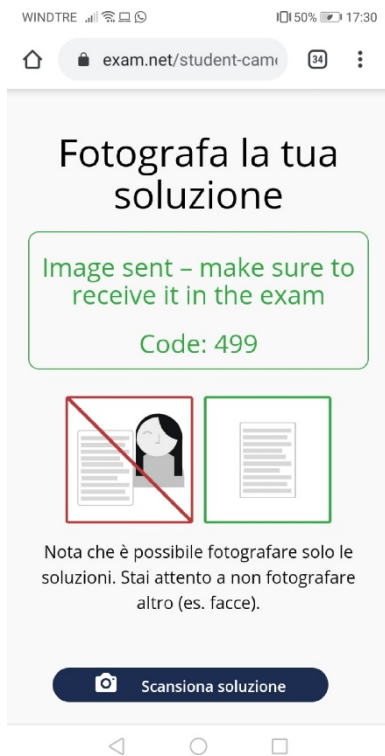 WINDTRE 50% 17:30
exam.net/student-came 34
Fotografa la tua
soluzione
Image sent – make sure to
receive it in the exam
Code: 499
Nota che è possibile fotografare solo le
soluzioni. Stai attento a non fotografare
altro (es. facce).
Scansiona soluzione